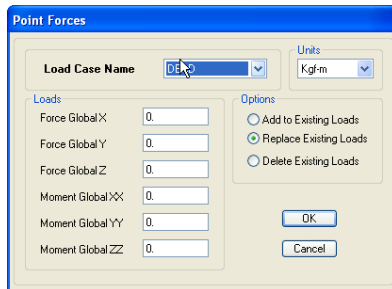 Point Forces
Units
Load Case Name
Kgf-m
Loads
Options
Force Global X
0.
Add to Existing Loads
Force Global Y
0.
Replace Existing Loads
Force Global Z
0.
Delete Existing Loads
Moment Global XX
0.
Moment Global YY
0.
OK
Moment Global ZZ
0.
Cancel